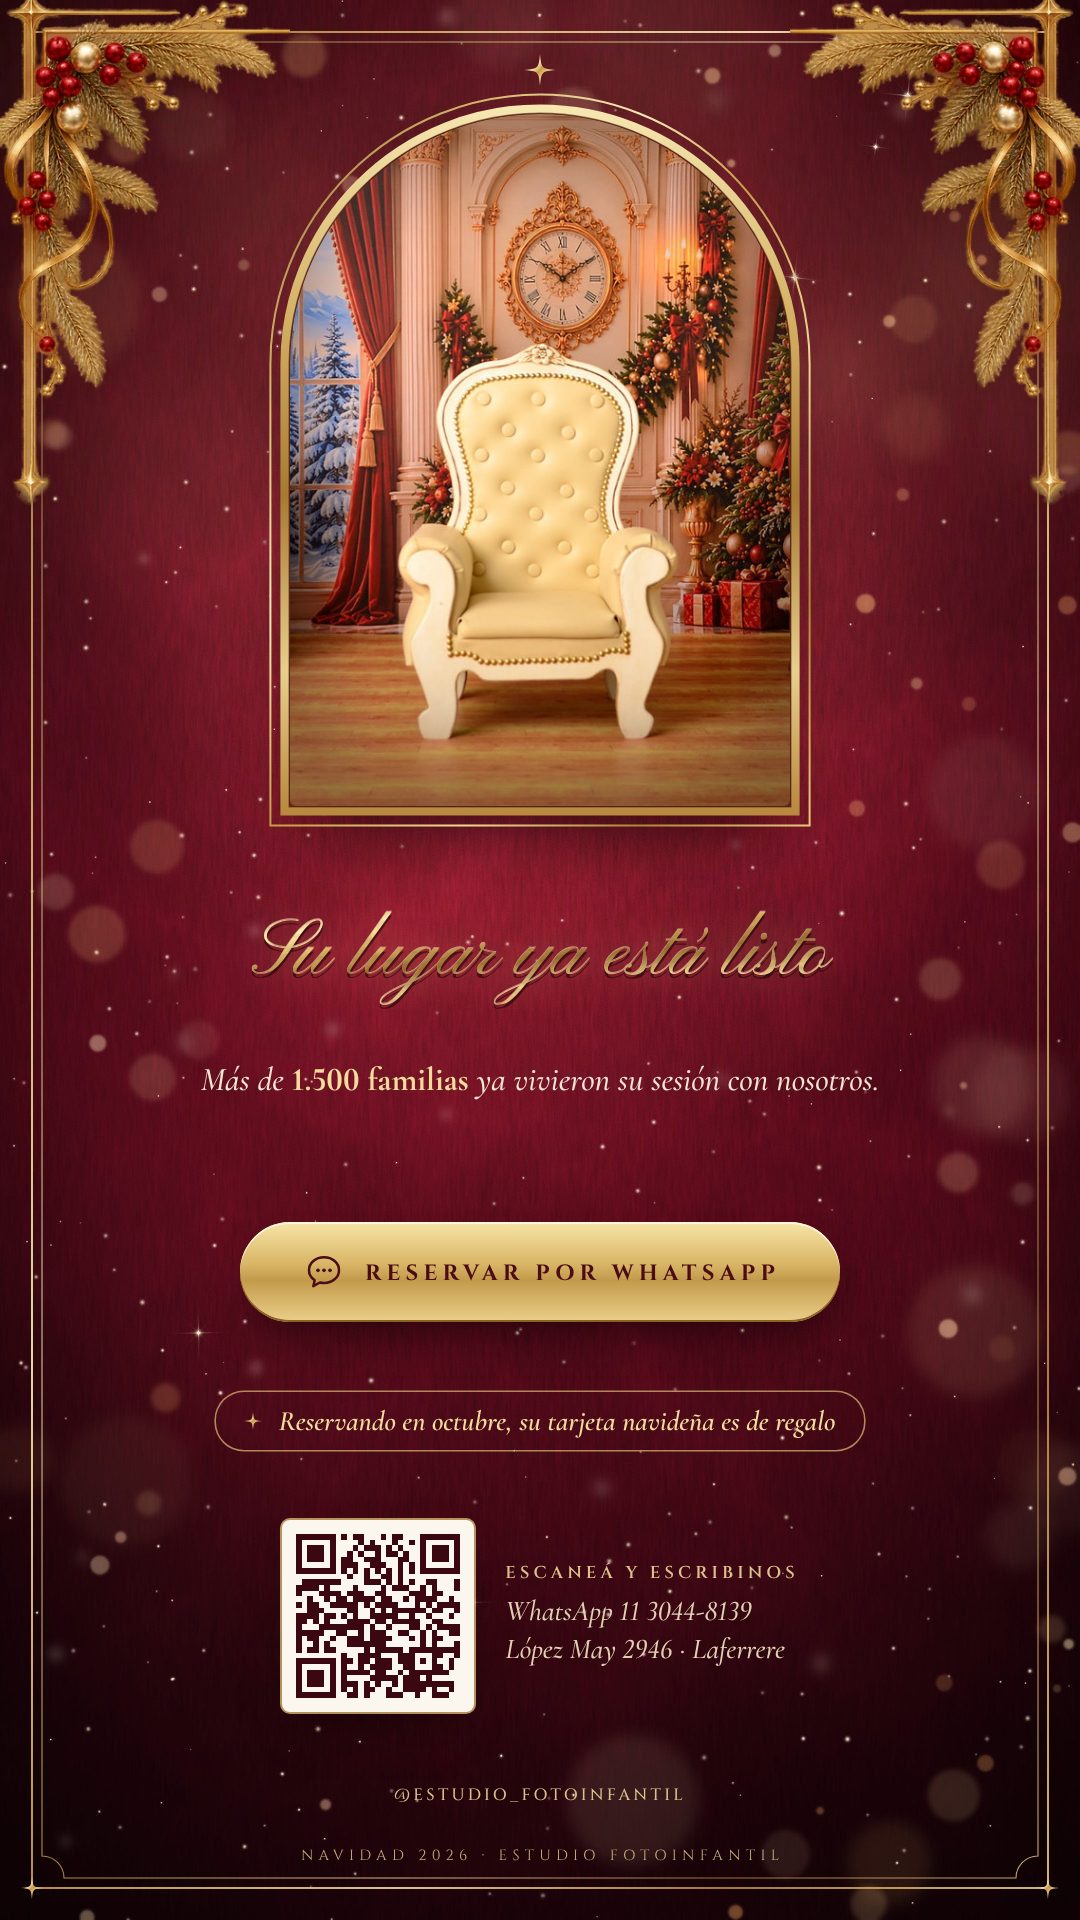 Su lugar ya está listo
Más de 1.500 familias ya vivieron su sesión con nosotros.
RESERVAR POR WHATSAPP
Reservando en octubre, su tarjeta navideña es de regalo
ESCANEÁ Y ESCRIBINOS
WhatsApp 11 3044-8139
López May 2946 · Laferrere
@ESTUDIO_FOTOINFANTIL
NAVIDAD 2026 · ESTUDIO FOTOINFANTIL